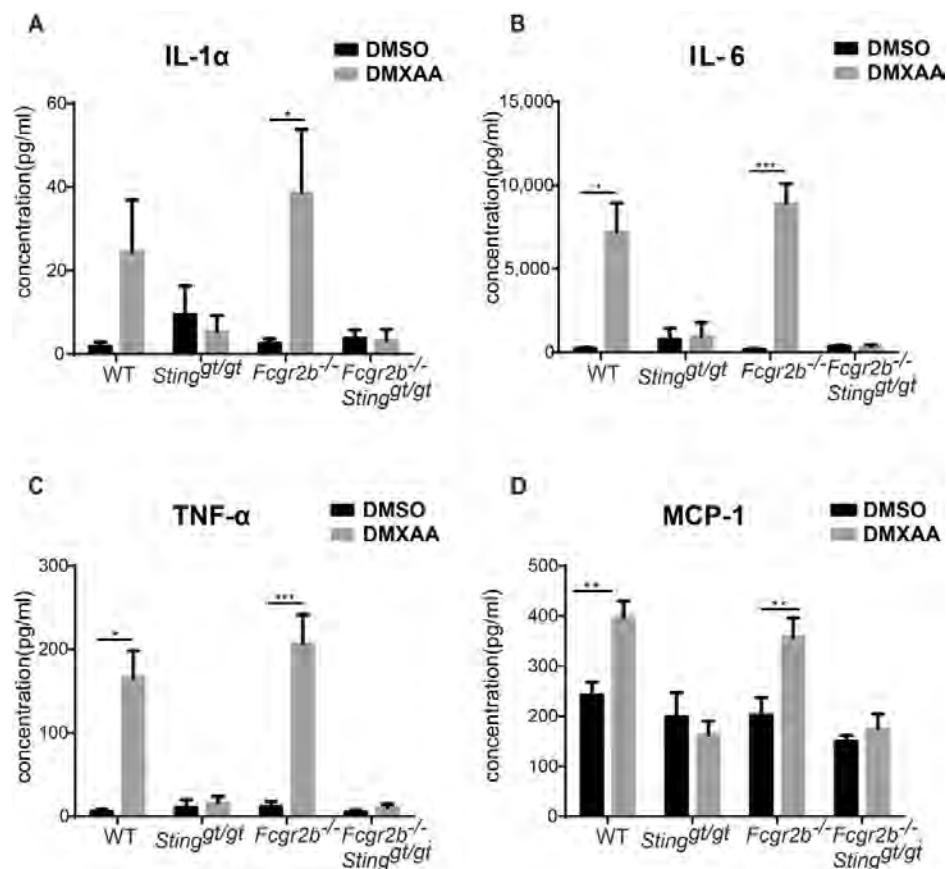 A
IL-1α
DMSO
DMXAA
concentration(pg/ml)
60
40
20
0
*
WT
Sting^gt/gt
Fcgr2b^-/-
Fcgr2b^-/-
Sting^gt/gt
B
IL-6
DMSO
DMXAA
concentration(pg/ml)
15,000
10,000
5,000
0
*
***
WT
Sting^gt/gt
Fcgr2b^-/-
Fcgr2b^-/-
Sting^gt/gt
C
TNF-α
DMSO
DMXAA
concentration(pg/ml)
300
200
100
0
*
***
WT
Sting^gt/gt
Fcgr2b^-/-
Fcgr2b^-/-
Sting^gt/gt
D
MCP-1
DMSO
DMXAA
concentration(pg/ml)
500
400
300
200
100
0
**
**
WT
Sting^gt/gt
Fcgr2b^-/-
Fcgr2b^-/-
Sting^gt/gt